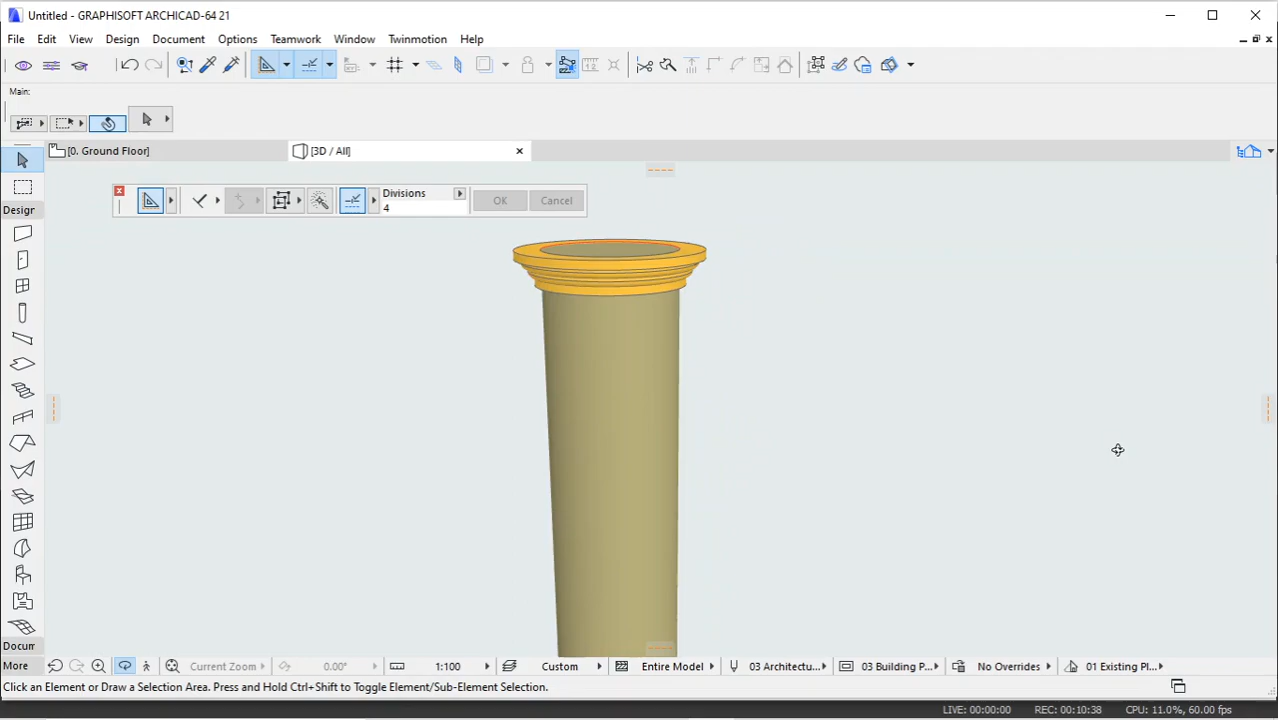 Untitled - GRAPHISOFT ARCHICAD-64 21
File Edit View Design Document Options Teamwork Window Twinmotion Help
Main:
[0. Ground Floor] [3D / All]
Divisions
4
OK Cancel
Design
Docum
More Current Zoom 0.00° 1:100 Custom Entire Model 03 Architectu... 03 Building P... No Overrides 01 Existing Pl...
Click an Element or Draw a Selection Area. Press and Hold Ctrl+Shift to Toggle Element/Sub-Element Selection.
LIVE: 00:00:00 REC: 00:10:38 CPU: 11.0%, 60.00 fps